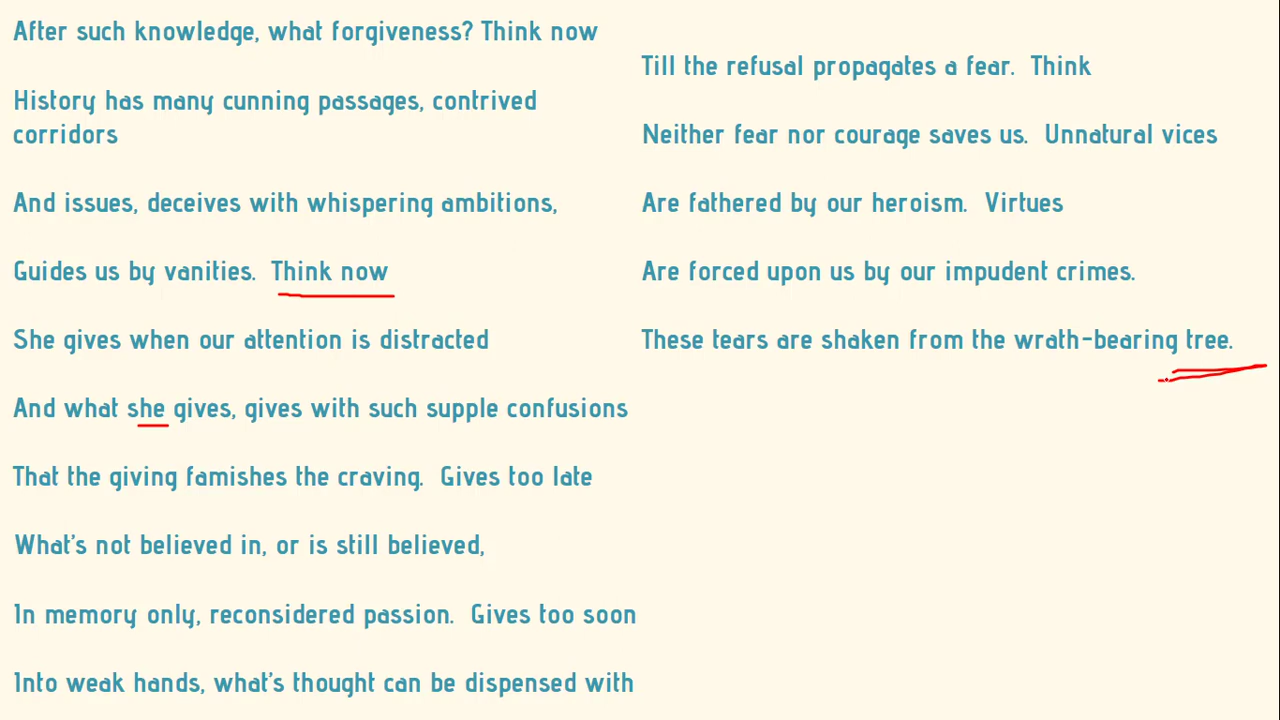 After such knowledge, what forgiveness? Think now
History has many cunning passages, contrived
corridors
And issues, deceives with whispering ambitions,
Guides us by vanities.  Think now
She gives when our attention is distracted
And what she gives, gives with such supple confusions
That the giving famishes the craving.  Gives too late
What's not believed in, or is still believed,
In memory only, reconsidered passion.  Gives too soon
Into weak hands, what's thought can be dispensed with
Till the refusal propagates a fear.  Think
Neither fear nor courage saves us.  Unnatural vices
Are fathered by our heroism.  Virtues
Are forced upon us by our impudent crimes.
These tears are shaken from the wrath-bearing tree.